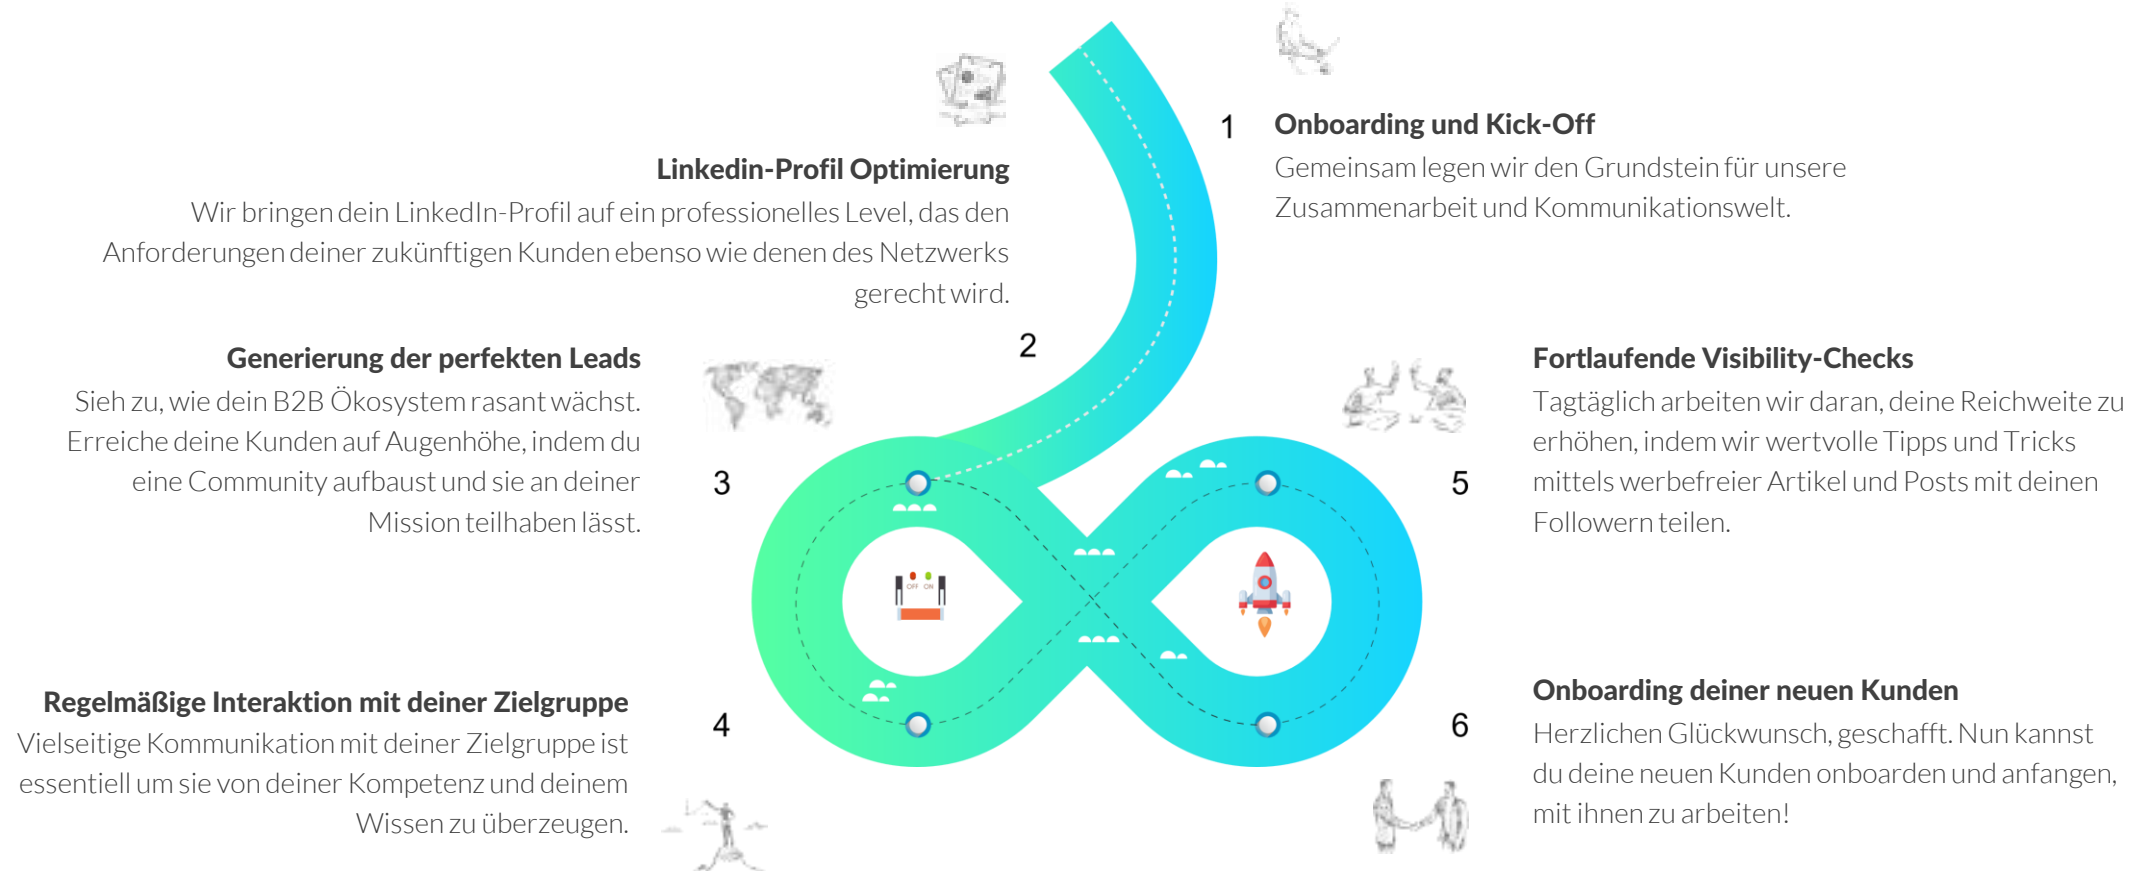 1
Onboarding und Kick-Off
Gemeinsam legen wir den Grundstein für unsere
Zusammenarbeit und Kommunikationswelt.
Linkedin-Profil Optimierung
Wir bringen dein LinkedIn-Profil auf ein professionelles Level, das den
Anforderungen deiner zukünftigen Kunden ebenso wie denen des Netzwerks
gerecht wird.
2
Generierung der perfekten Leads
Sieh zu, wie dein B2B Ökosystem rasant wächst.
Erreiche deine Kunden auf Augenhöhe, indem du
eine Community aufbaust und sie an deiner
Mission teilhaben lässt.
3
Regelmäßige Interaktion mit deiner Zielgruppe
Vielseitige Kommunikation mit deiner Zielgruppe ist
essentiell um sie von deiner Kompetenz und deinem
Wissen zu überzeugen.
4
OFF ON
5
Fortlaufende Visibility-Checks
Tagtäglich arbeiten wir daran, deine Reichweite zu
erhöhen, indem wir wertvolle Tipps und Tricks
mittels werbefreier Artikel und Posts mit deinen
Followern teilen.
6
Onboarding deiner neuen Kunden
Herzlichen Glückwunsch, geschafft. Nun kannst
du deine neuen Kunden onboarden und anfangen,
mit ihnen zu arbeiten!